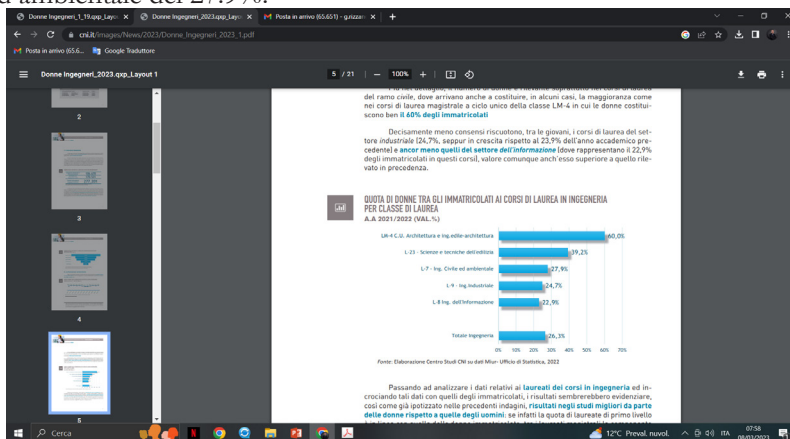 d ambientale del 27.9%.
Donne Ingegneri_1_19.qxp_Layou
Donne Ingegneri_2023.qxp_Layou
Posta in arrivo (65.651) - g.rizzar
cni.it/images/News/2023/Donne_Ingegneri_2023_1.pdf
Posta in arrivo (65.6...
Google Traduttore
Donne Ingegneri_2023.qxp_Layout 1
5 / 21
100%
2
3
4
5
del ramo civile, dove arrivano anche a costituire, in alcuni casi, la maggioranza come
nei corsi di laurea magistrale a ciclo unico della classe LM-4 in cui le donne costitui-
scono ben il 60% degli immatricolati
Decisamente meno consensi riscuotono, tra le giovani, i corsi di laurea del set-
tore industriale (24,7%, seppur in crescita rispetto al 23,9% dell'anno accademico pre-
cedente) e ancor meno quelli del settore dell'informazione (dove rappresentano il 22,9%
degli immatricolati in questi corsi), valore comunque anch'esso superiore a quello rile-
vato in precedenza.
QUOTA DI DONNE TRA GLI IMMATRICOLATI AI CORSI DI LAUREA IN INGEGNERIA
PER CLASSE DI LAUREA
A.A 2021/2022 (VAL.%)
LM-4 C.U. Architettura e ing.edile-architettura
60,0%
L-23 - Scienze e tecniche dell'edilizia
39,2%
L-7 - Ing. Civile ed ambientale
27,9%
L-9 - Ing.Industriale
24,7%
L-8 Ing. dell'Informazione
22,9%
Totale Ingegneria
26,3%
0% 10% 20% 30% 40% 50% 60% 70%
Fonte: Elaborazione Centro Studi CNI su dati Miur- Ufficio di Statistica, 2022
Passando ad analizzare i dati relativi ai laureati dei corsi in ingegneria ed in-
crociando tali dati con quelli degli immatricolati, i risultati sembrerebbero evidenziare,
così come già ipotizzato nelle precedenti indagini, risultati negli studi migliori da parte
delle donne rispetto a quelle degli uomini: se infatti la quota di laureate di primo livello
Cerca
12°C Preval. nuvol.
ITA
07:58
08/03/2023